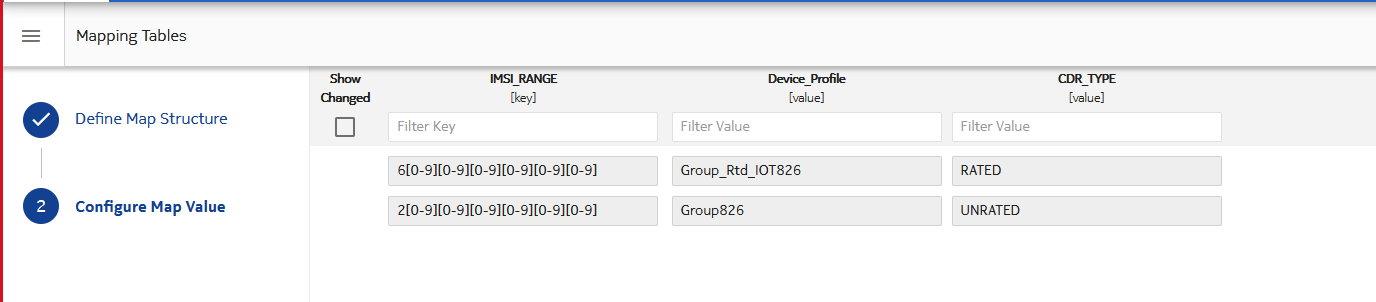 Mapping Tables
Show Changed
IMSI_RANGE
[key]
Device_Profile
[value]
CDR_TYPE
[value]
Define Map Structure
Filter Key
Filter Value
Filter Value
6[0-9][0-9][0-9][0-9][0-9][0-9]
Group_Rtd_IOT826
RATED
2
Configure Map Value
2[0-9][0-9][0-9][0-9][0-9][0-9]
Group826
UNRATED